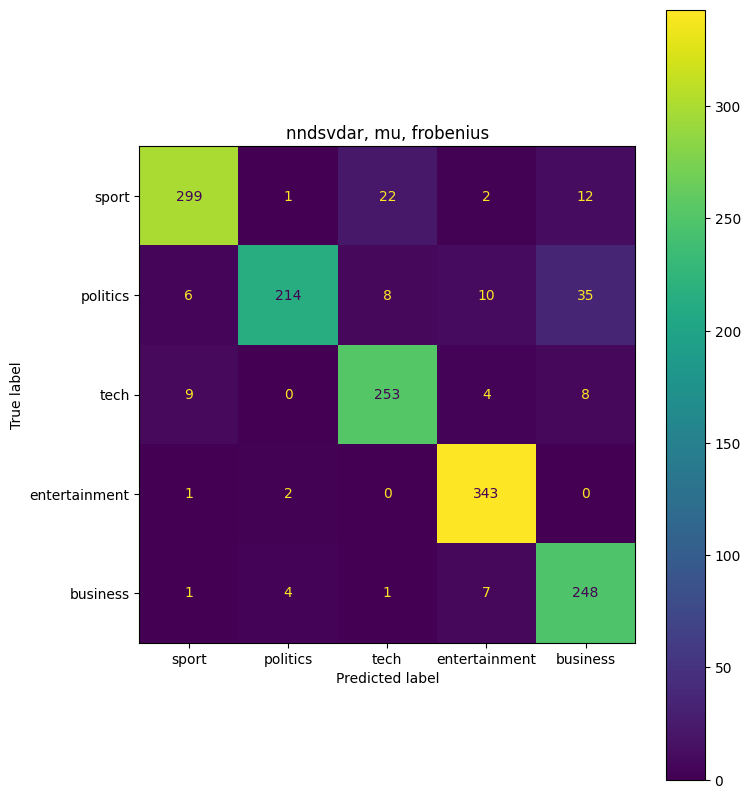 nndsvdar, mu, frobenius
True label
sport 299 1 22 2 12
politics 6 214 8 10 35
tech 9 0 253 4 8
entertainment 1 2 0 343 0
business 1 4 1 7 248
sport politics tech entertainment business
Predicted label
300
250
200
150
100
50
0